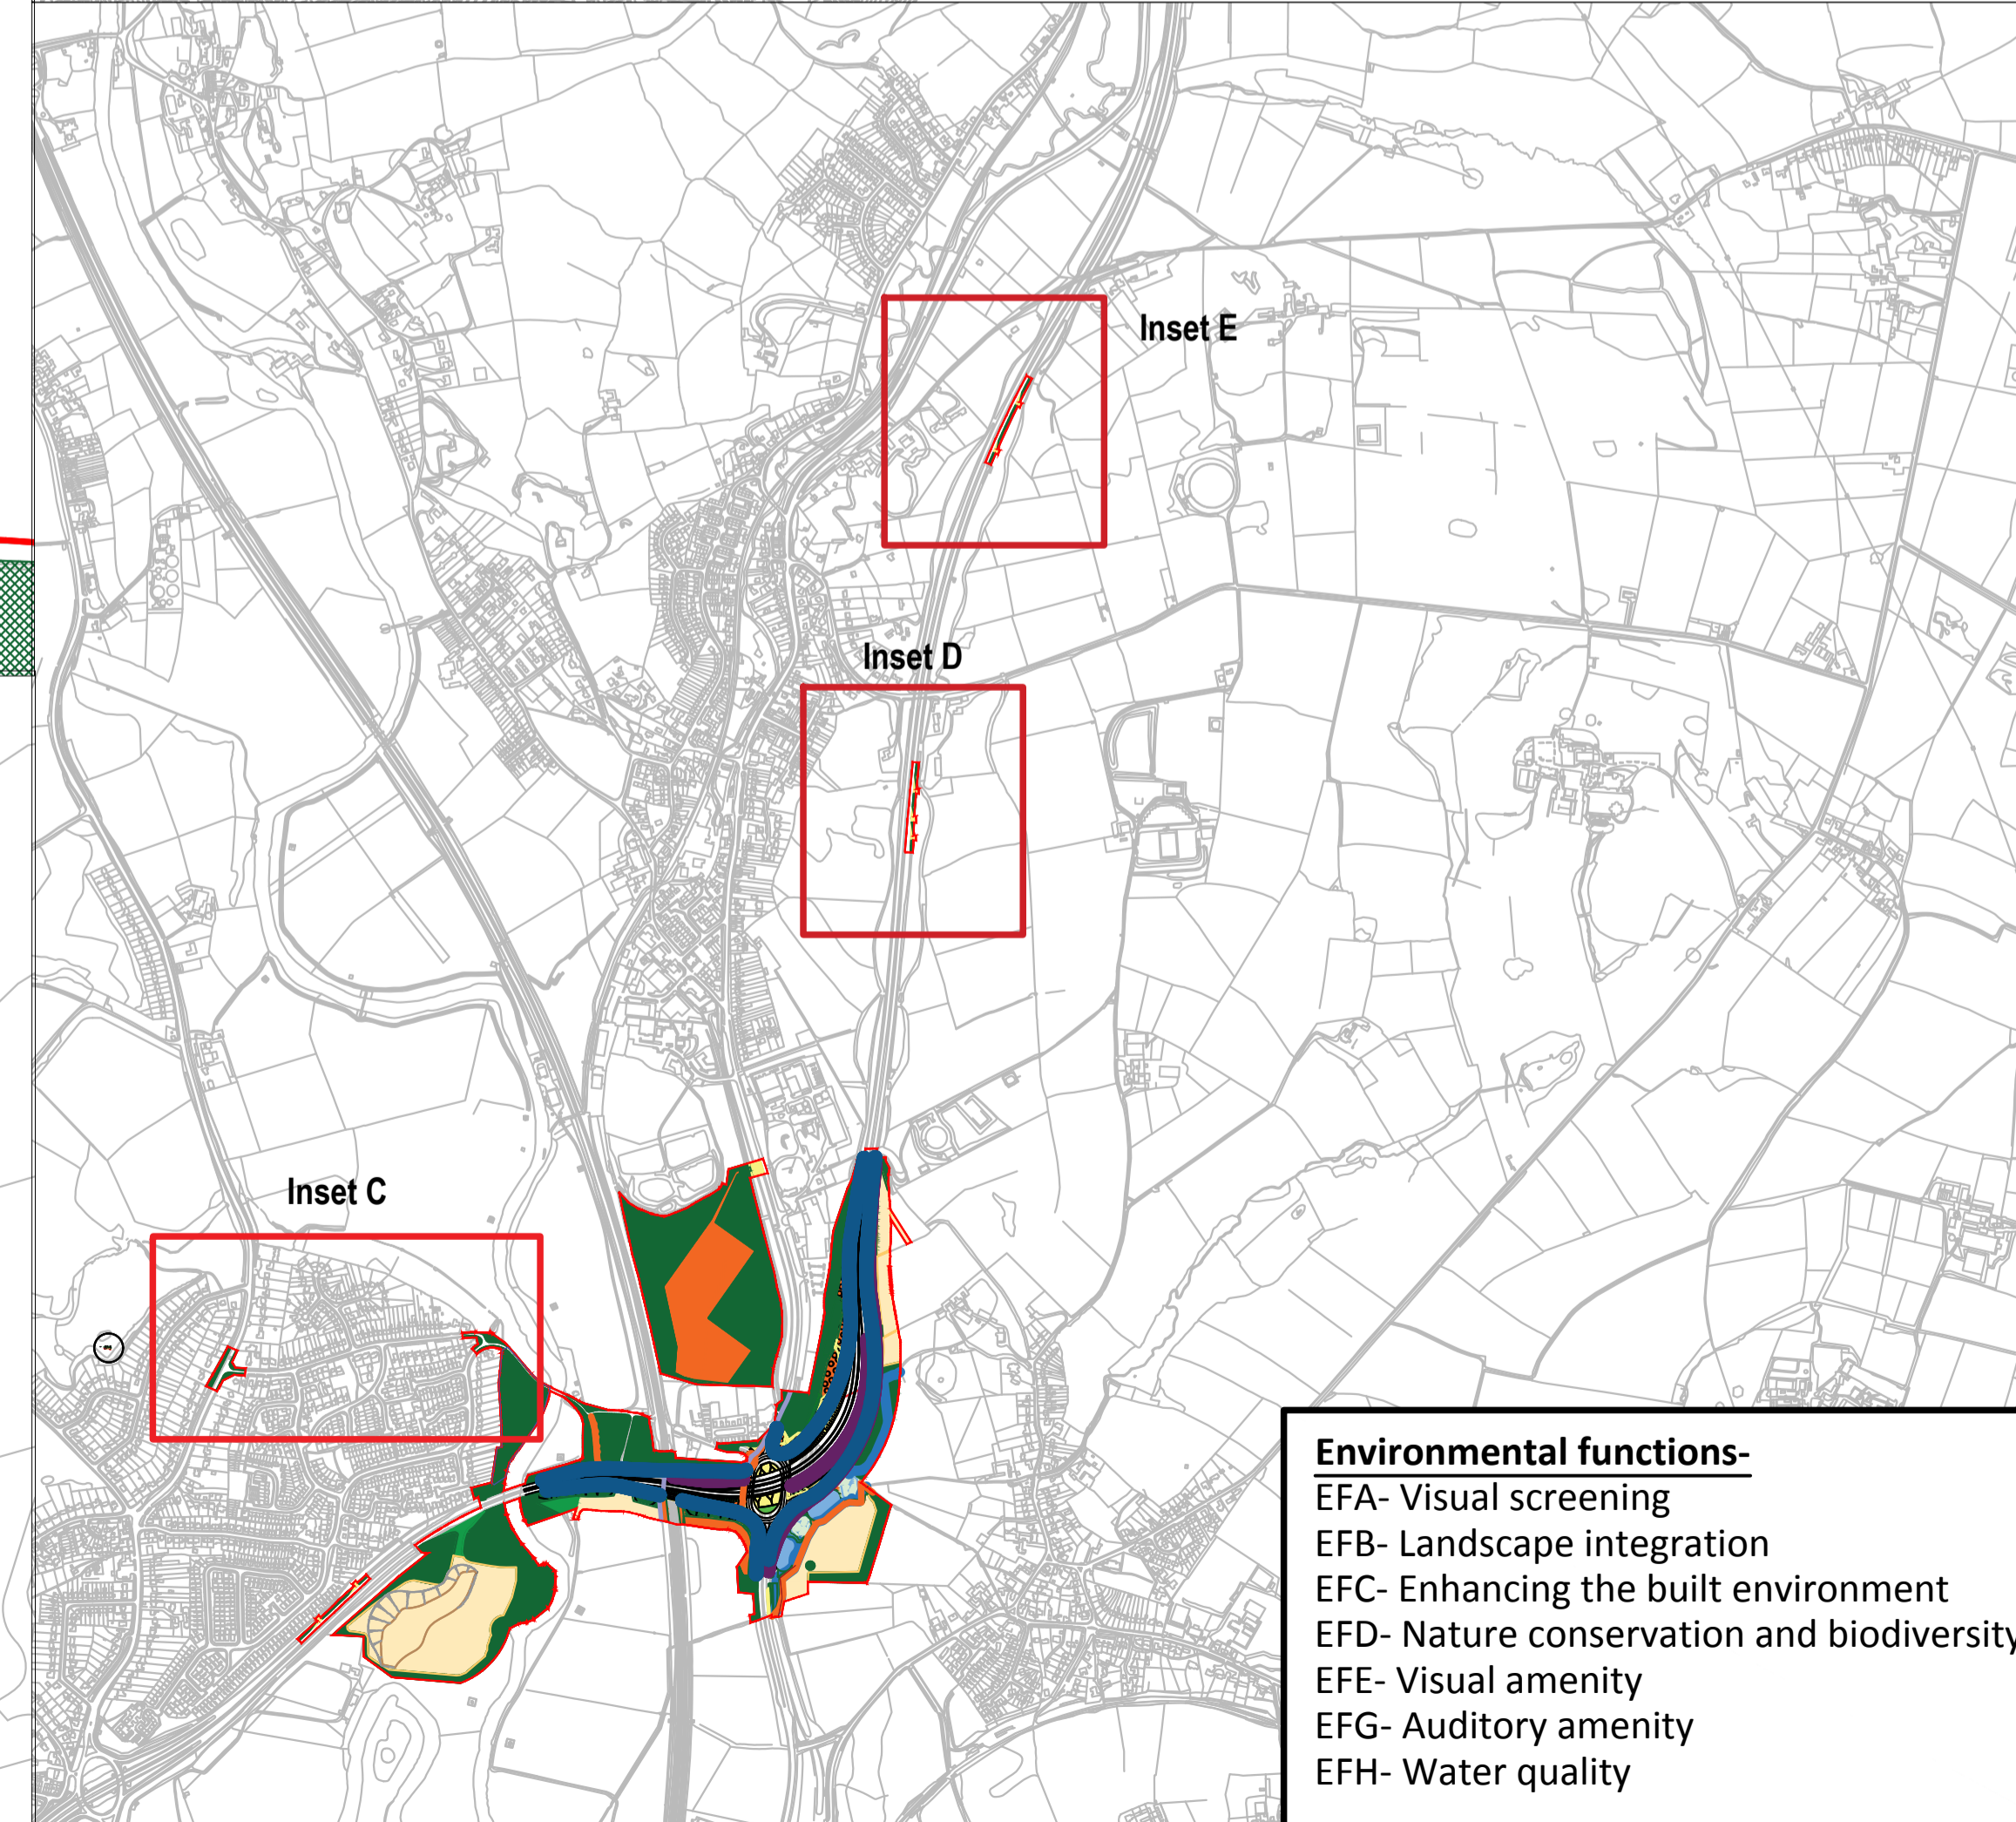 Inset E
Inset D
Inset C
Environmental functions-
EFA- Visual screening
EFB- Landscape integration
EFC- Enhancing the built environment
EFD- Nature conservation and biodiversity
EFE- Visual amenity
EFG- Auditory amenity
EFH- Water quality